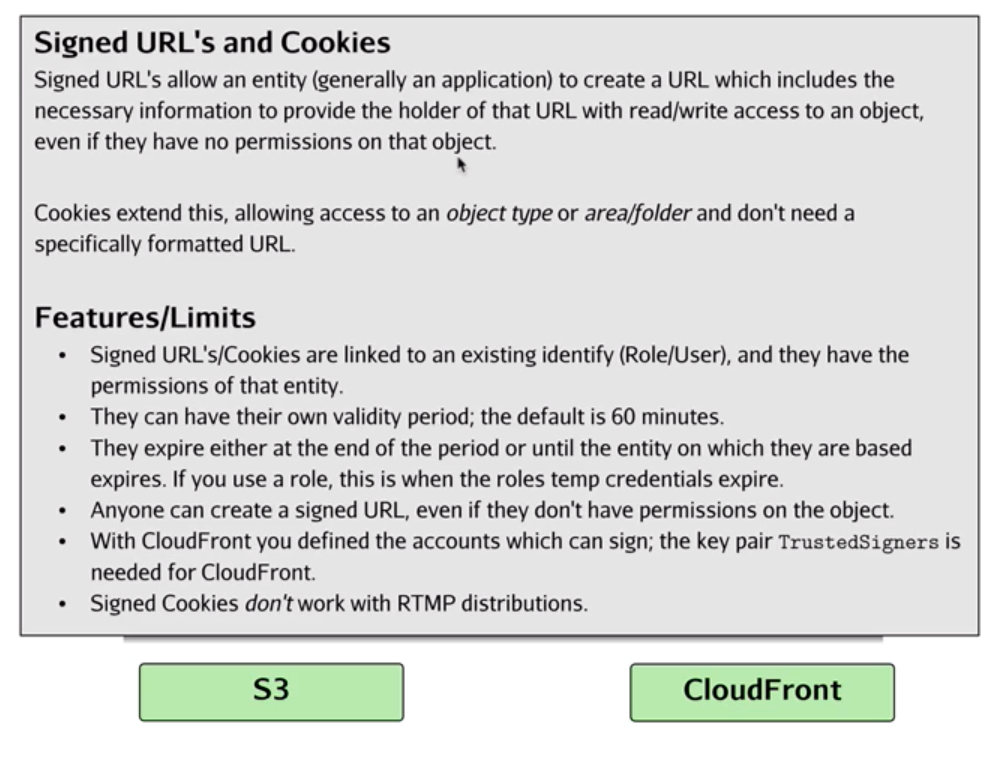 Signed URL's and Cookies
Signed URL's allow an entity (generally an application) to create a URL which includes the
necessary information to provide the holder of that URL with read/write access to an object,
even if they have no permissions on that object.
Cookies extend this, allowing access to an object type or area/folder and don't need a
specifically formatted URL.
Features/Limits
• Signed URL's/Cookies are linked to an existing identify (Role/User), and they have the
permissions of that entity.
• They can have their own validity period; the default is 60 minutes.
• They expire either at the end of the period or until the entity on which they are based
expires. If you use a role, this is when the roles temp credentials expire.
• Anyone can create a signed URL, even if they don't have permissions on the object.
• With CloudFront you defined the accounts which can sign; the key pair TrustedSigners is
needed for CloudFront.
• Signed Cookies don't work with RTMP distributions.
S3
CloudFront